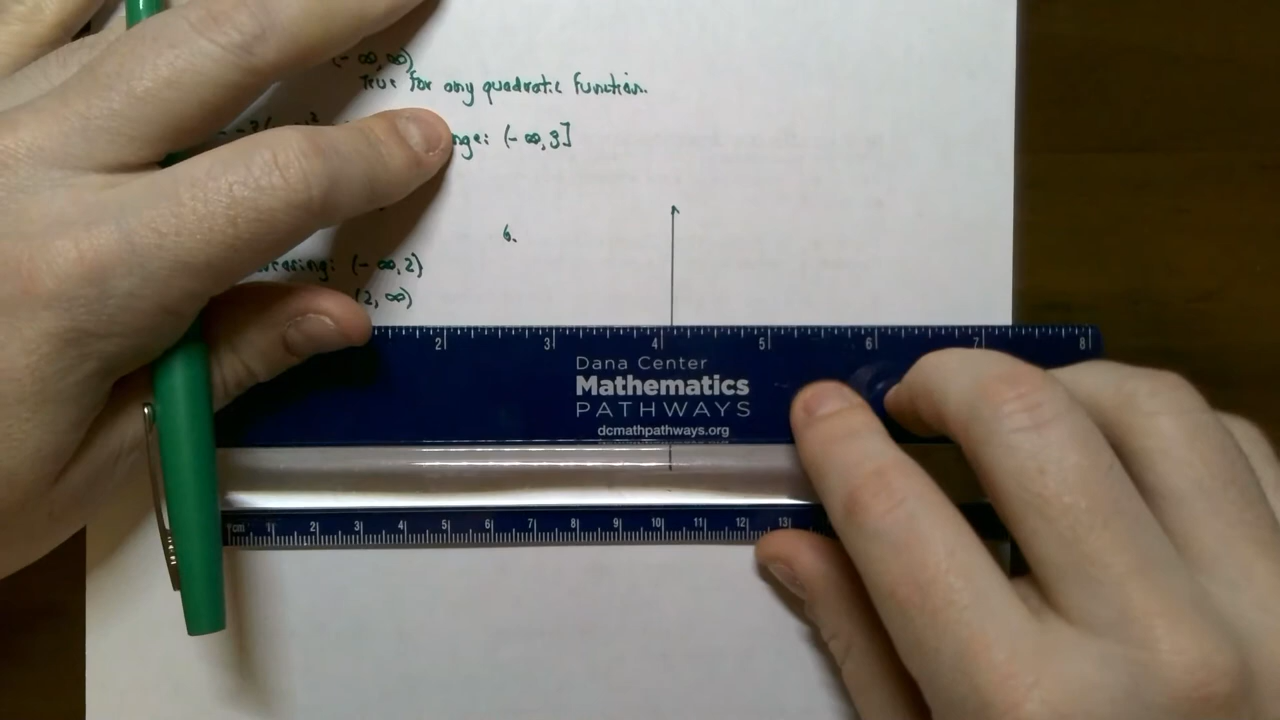 (-∞,∞)
True for any quadratic function.
nge: (-∞,3]
6.
(-∞,2)
(2,∞)
2 3 4 5 6 7 8
Dana Center
Mathematics
PATHWAYS
dcmathpathways.org
cm 1 2 3 4 5 6 7 8 9 10 11 12 13